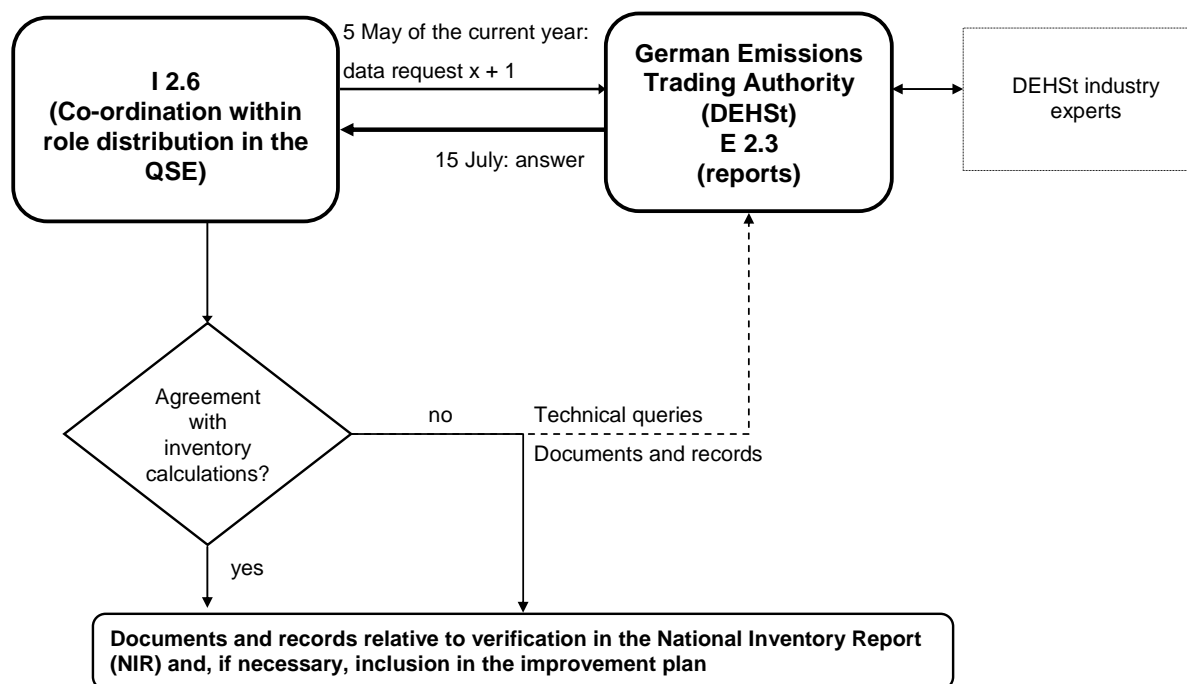 I 2.6
(Co-ordination within
role distribution in the
QSE)
5 May of the current year:
data request x + 1
15 July: answer
German Emissions
Trading Authority
(DEHSt)
E 2.3
(reports)
DEHSt industry
experts
Agreement
with
inventory
calculations?
no
Technical queries
Documents and records
yes
Documents and records relative to verification in the National Inventory Report
(NIR) and, if necessary, inclusion in the improvement plan